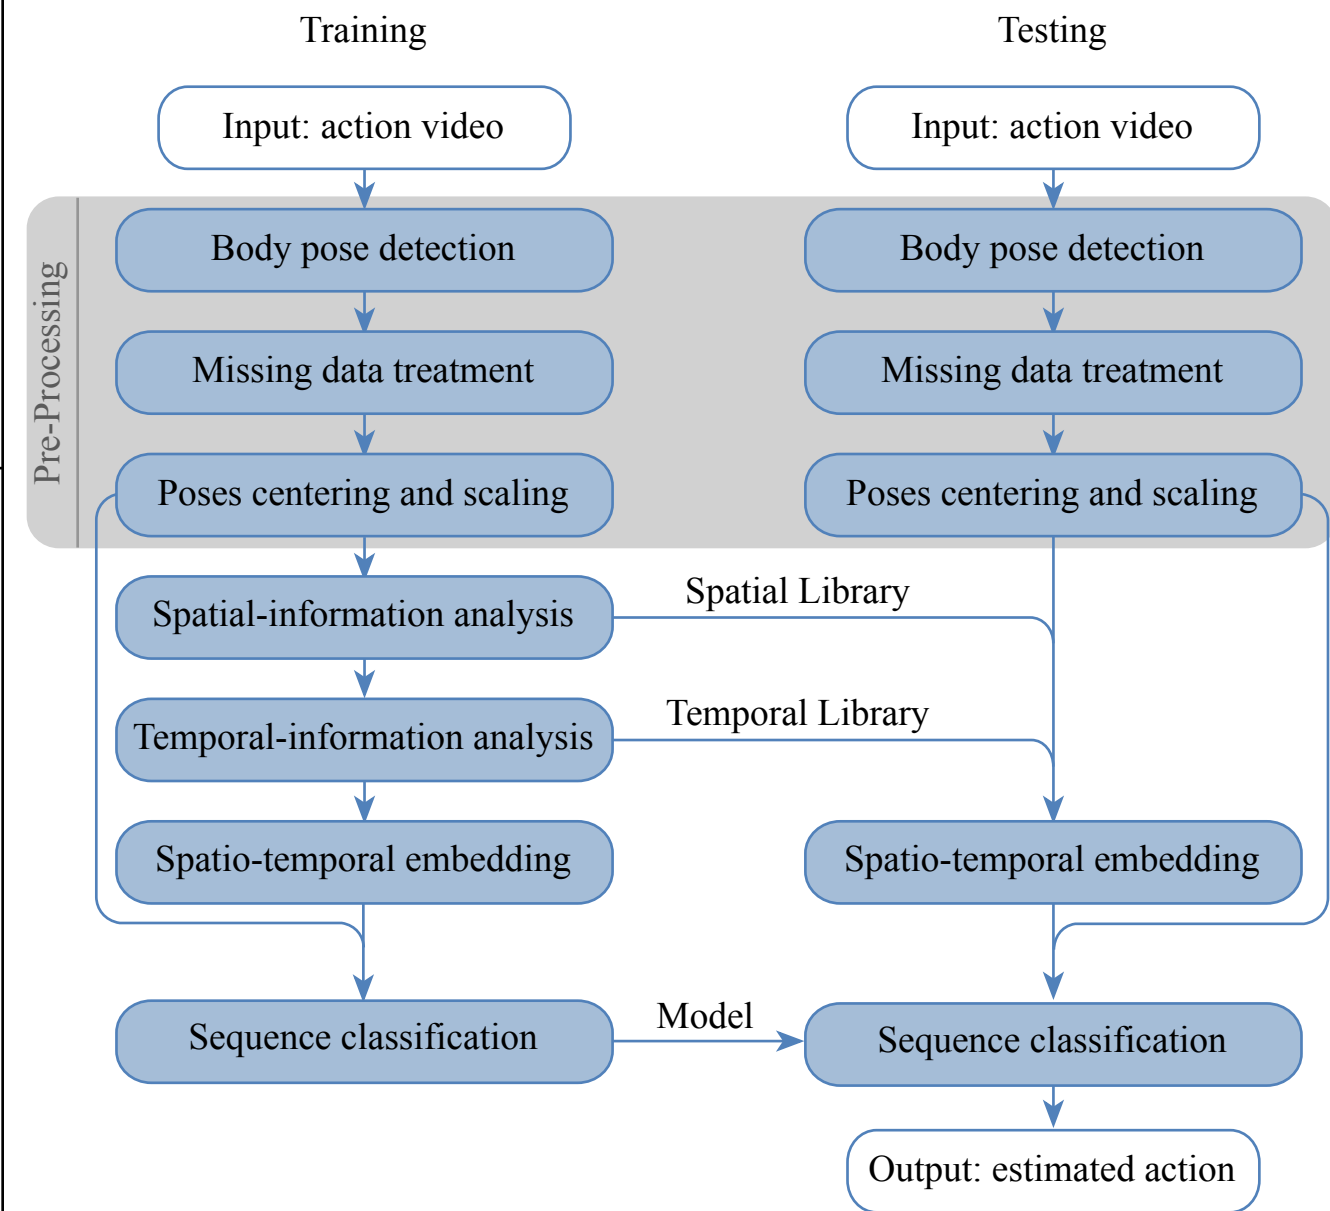 Training
Testing
Input: action video
Input: action video
Pre-Processing
Body pose detection
Body pose detection
Missing data treatment
Missing data treatment
Poses centering and scaling
Poses centering and scaling
Spatial-information analysis
Spatial Library
Temporal-information analysis
Temporal Library
Spatio-temporal embedding
Spatio-temporal embedding
Sequence classification
Model
Sequence classification
Output: estimated action